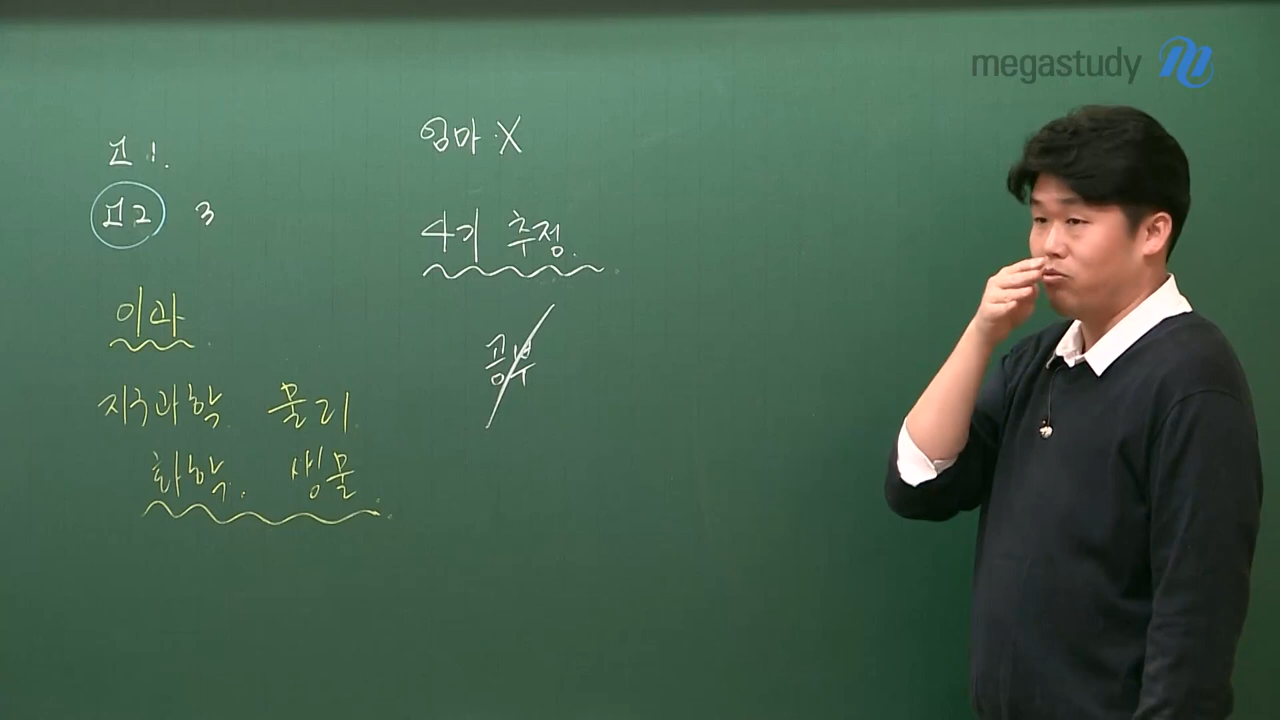 megastudy
고1.
고2 3
이과
지구과학 물리
화학. 생물
엄마 X
4기 추정.
공부